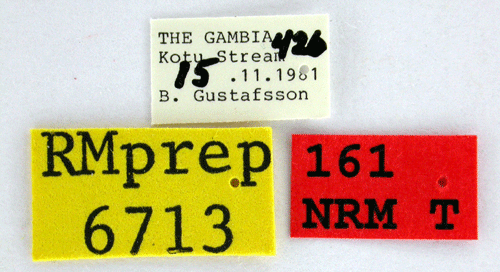 THE GAMBIA 426
Kotu Stream
15 .11.1981
B. Gustafsson
RMprep
6713
161
NRM T